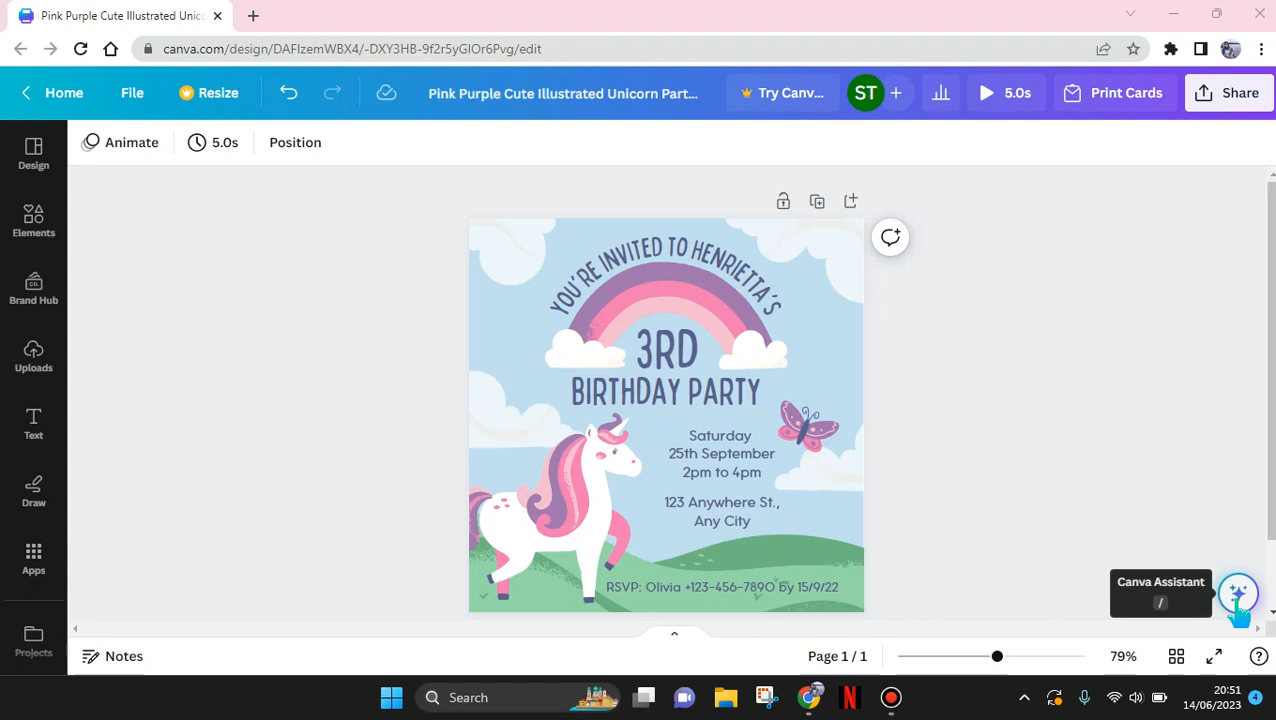 Pink Purple Cute Illustrated Unico
canva.com/design/DAFlzemWBX4/-DXY3HB-9f2r5yGlOr6Pvg/edit
Home File Resize Pink Purple Cute Illustrated Unicorn Part... Try Canv... ST + 5.0s Print Cards Share
Animate 5.0s Position
Design
Elements
CO.
Brand Hub
Uploads
Text
Draw
Apps
Projects
YOU'RE INVITED TO HENRIETTA'S
3RD
BIRTHDAY PARTY
Saturday
25th September
2pm to 4pm
123 Anywhere St.,
Any City
RSVP: Olivia +123-456-7890 by 15/9/22
Canva Assistant
/
Notes Page 1 / 1 79%
Search
20:51
14/06/2023
4